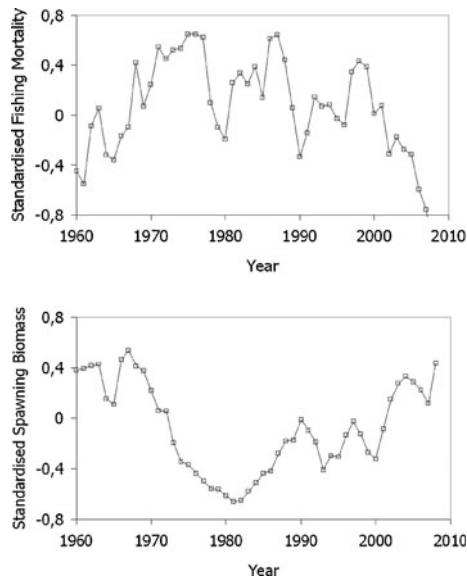 Standardised Fishing Mortality
0,8
0,4
0
-0,4
-0,8
1960 1970 1980 1990 2000 2010
Year
Standardised Spawning Biomass
0,8
0,4
0
-0,4
-0,8
1960 1970 1980 1990 2000 2010
Year